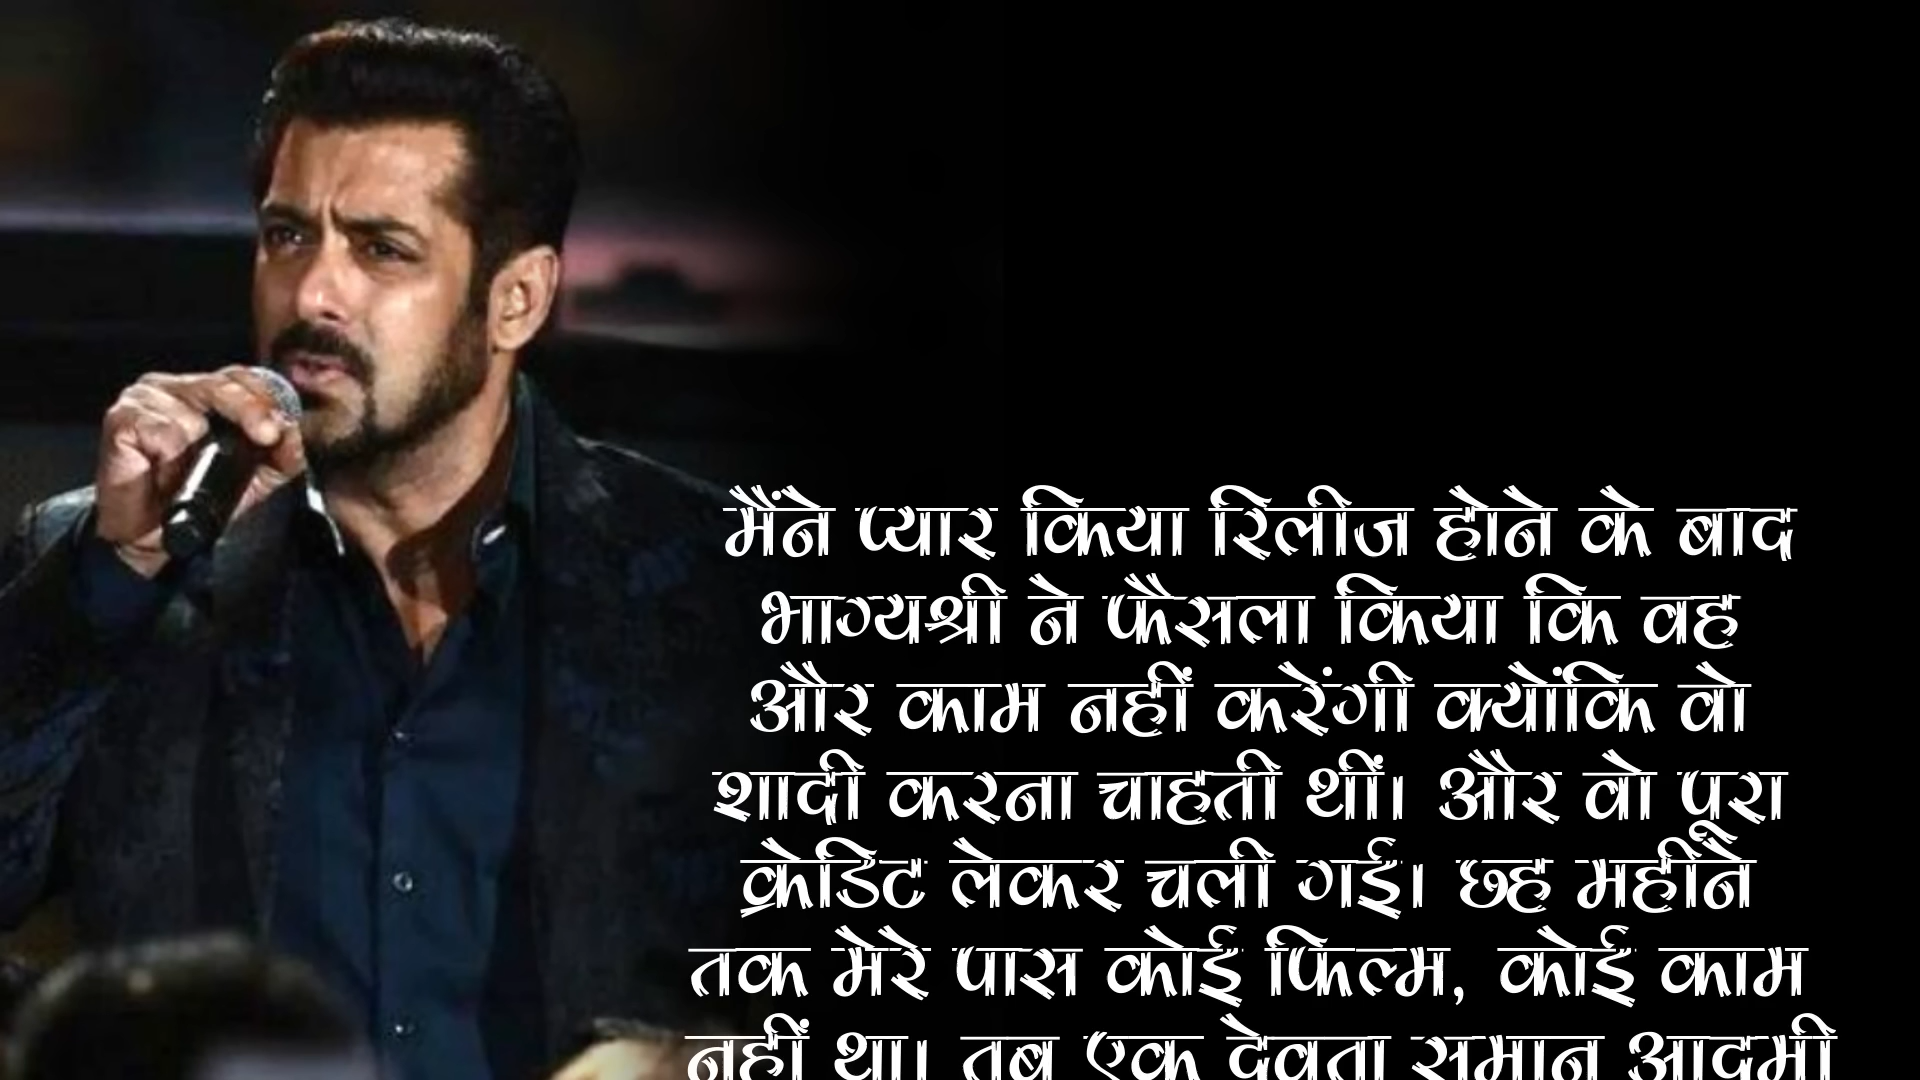 मैंने प्यार किया रिलीज होने के बाद
भाग्यश्री ने फैसला किया कि वह
और काम नहीं करेंगी क्योंकि वो
शादी करना चाहती थीं। और वो पूरा
क्रेडिट लेकर चली गई। छह महीने
तक मेरे पास कोई फिल्म, कोई काम
नहीं था। तब एक देवता समान आदमी